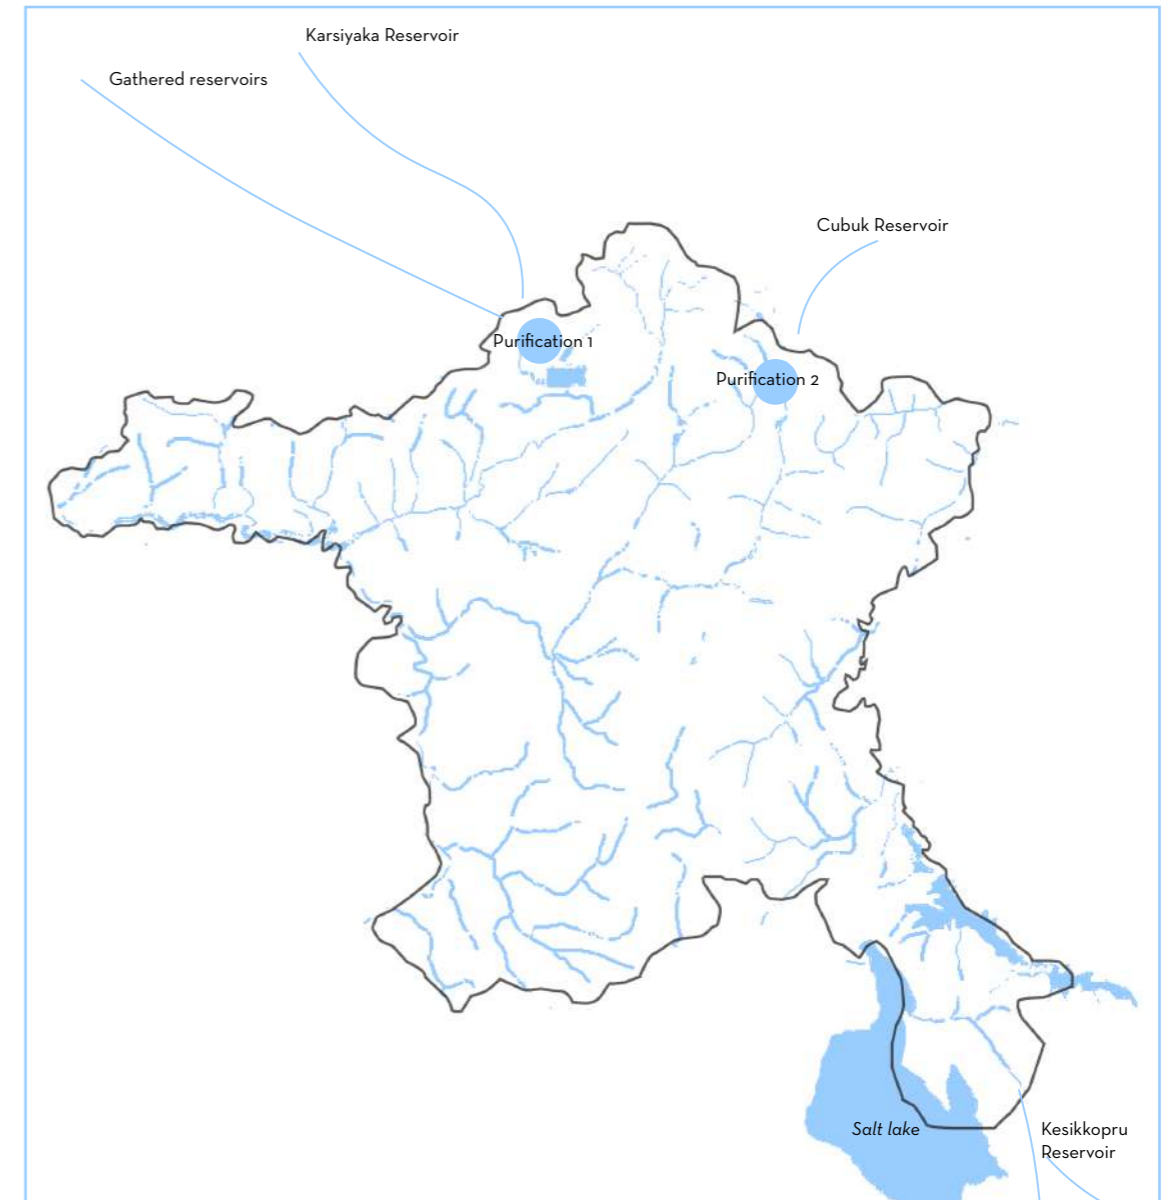 Karsiyaka Reservoir
Gathered reservoirs
Cubuk Reservoir
Purification 1
Purification 2
Salt lake
Kesikkopru
Reservoir